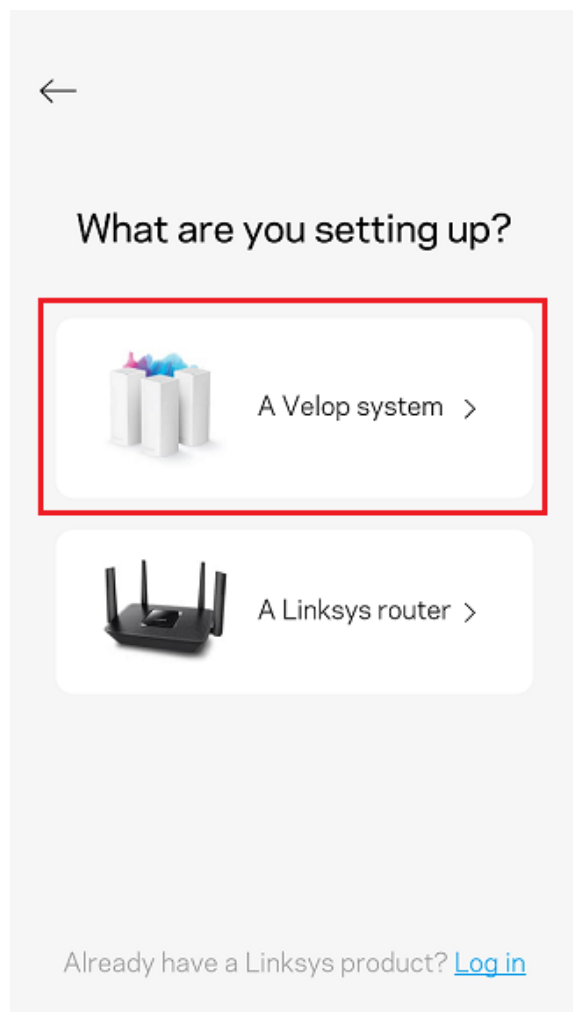 What are you setting up?
A Velop system
A Linksys router
Already have a Linksys product? Log in